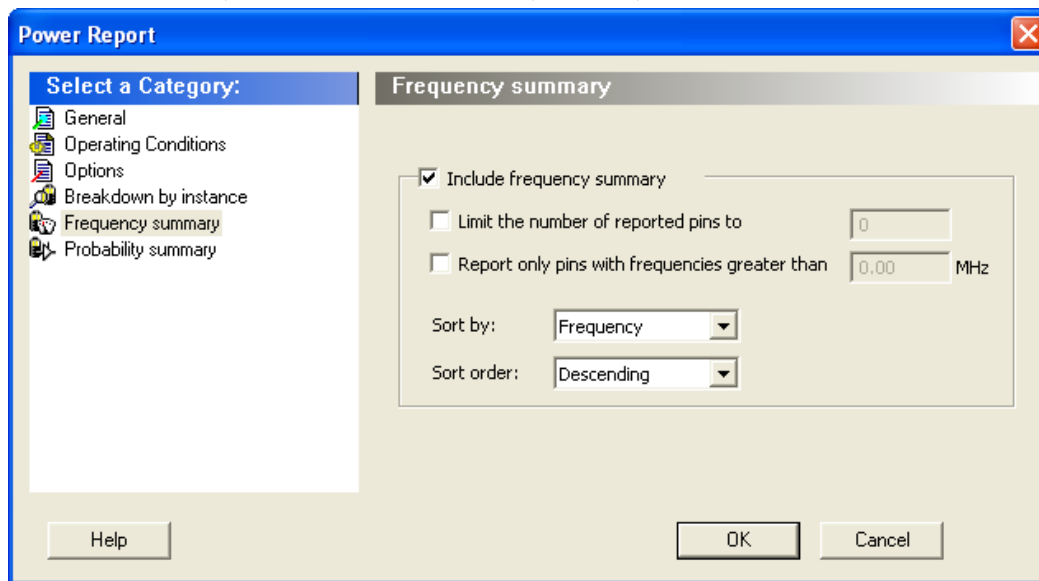 Power Report
Select a Category:
General
Operating Conditions
Options
Breakdown by instance
Frequency summary
Probability summary
Frequency summary
Include frequency summary
Limit the number of reported pins to 0
Report only pins with frequencies greater than 0.00 MHz
Sort by: Frequency
Sort order: Descending
Help OK Cancel